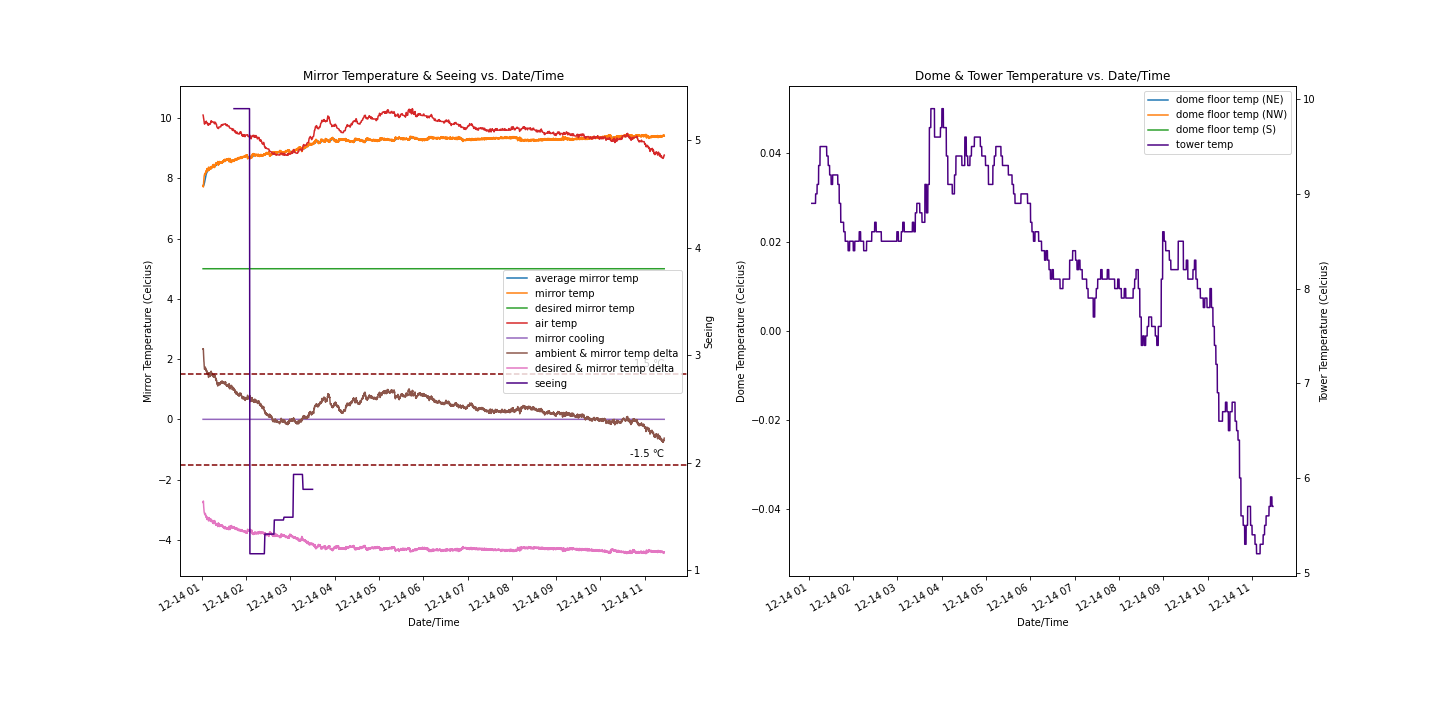 Mirror Temperature & Seeing vs. Date/Time
Mirror Temperature (Celcius)
10
8
6
4
2
0
−2
−4
5
4
3
2
1
Seeing
average mirror temp
mirror temp
desired mirror temp
air temp
mirror cooling
ambient & mirror temp delta
desired & mirror temp delta
seeing
-1.5 °C
12-14 01
12-14 02
12-14 03
12-14 04
12-14 05
12-14 06
12-14 07
12-14 08
12-14 09
12-14 10
12-14 11
Date/Time
Dome & Tower Temperature vs. Date/Time
Dome Temperature (Celcius)
0.04
0.02
0.00
−0.02
−0.04
10
9
8
7
6
5
Tower Temperature (Celcius)
dome floor temp (NE)
dome floor temp (NW)
dome floor temp (S)
tower temp
12-14 01
12-14 02
12-14 03
12-14 04
12-14 05
12-14 06
12-14 07
12-14 08
12-14 09
12-14 10
12-14 11
Date/Time